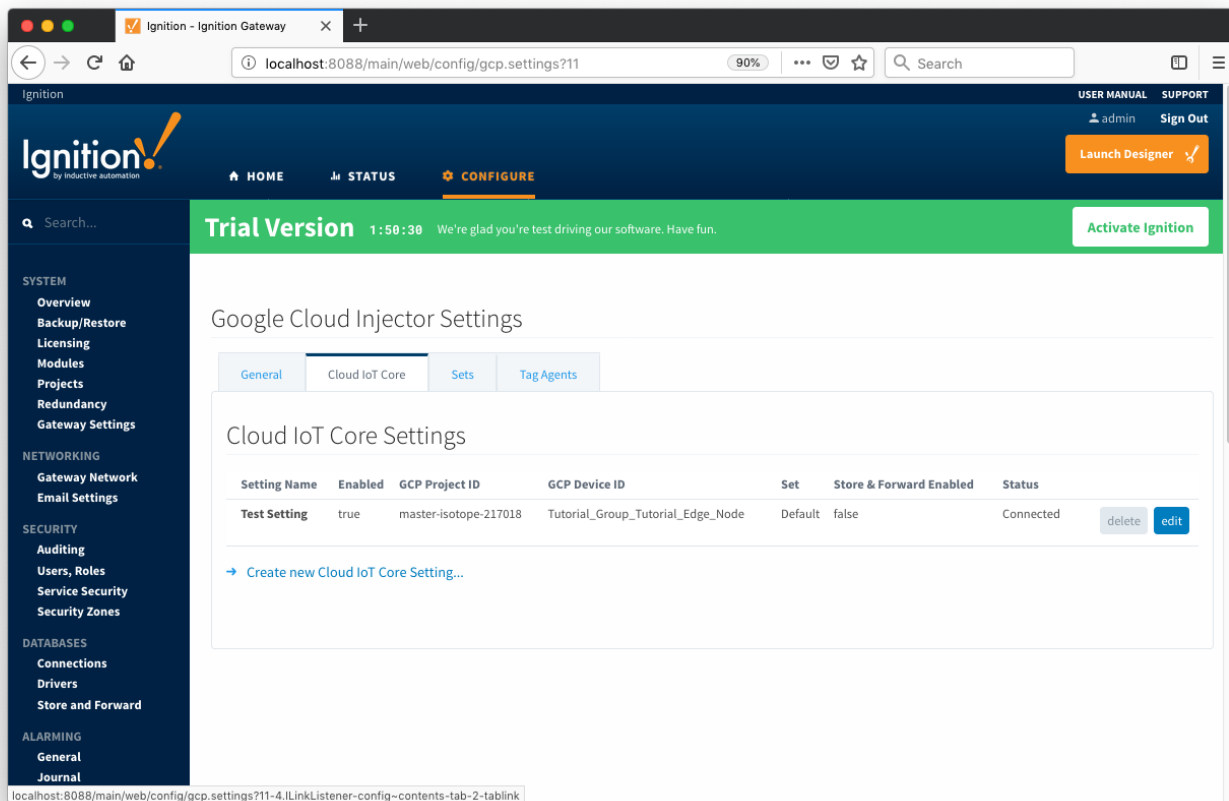 Ignition - Ignition Gateway
localhost:8088/main/web/config/gcp.settings?11
90%
Search
Ignition
USER MANUAL SUPPORT
admin Sign Out
Ignition!
by inductive automation
Launch Designer
HOME STATUS CONFIGURE
Search...
Trial Version 1:50:30 We're glad you're test driving our software. Have fun.
Activate Ignition
SYSTEM
Overview
Backup/Restore
Licensing
Modules
Projects
Redundancy
Gateway Settings
NETWORKING
Gateway Network
Email Settings
SECURITY
Auditing
Users, Roles
Service Security
Security Zones
DATABASES
Connections
Drivers
Store and Forward
ALARMING
General
Journal
Google Cloud Injector Settings
General Cloud IoT Core Sets Tag Agents
Cloud IoT Core Settings
Setting Name Enabled GCP Project ID GCP Device ID Set Store & Forward Enabled Status
Test Setting true master-isotope-217018 Tutorial_Group_Tutorial_Edge_Node Default false Connected delete edit
Create new Cloud IoT Core Setting...
localhost:8088/main/web/config/gcp.settings?11-4.ILinkListener-config~contents-tab-2-tablink